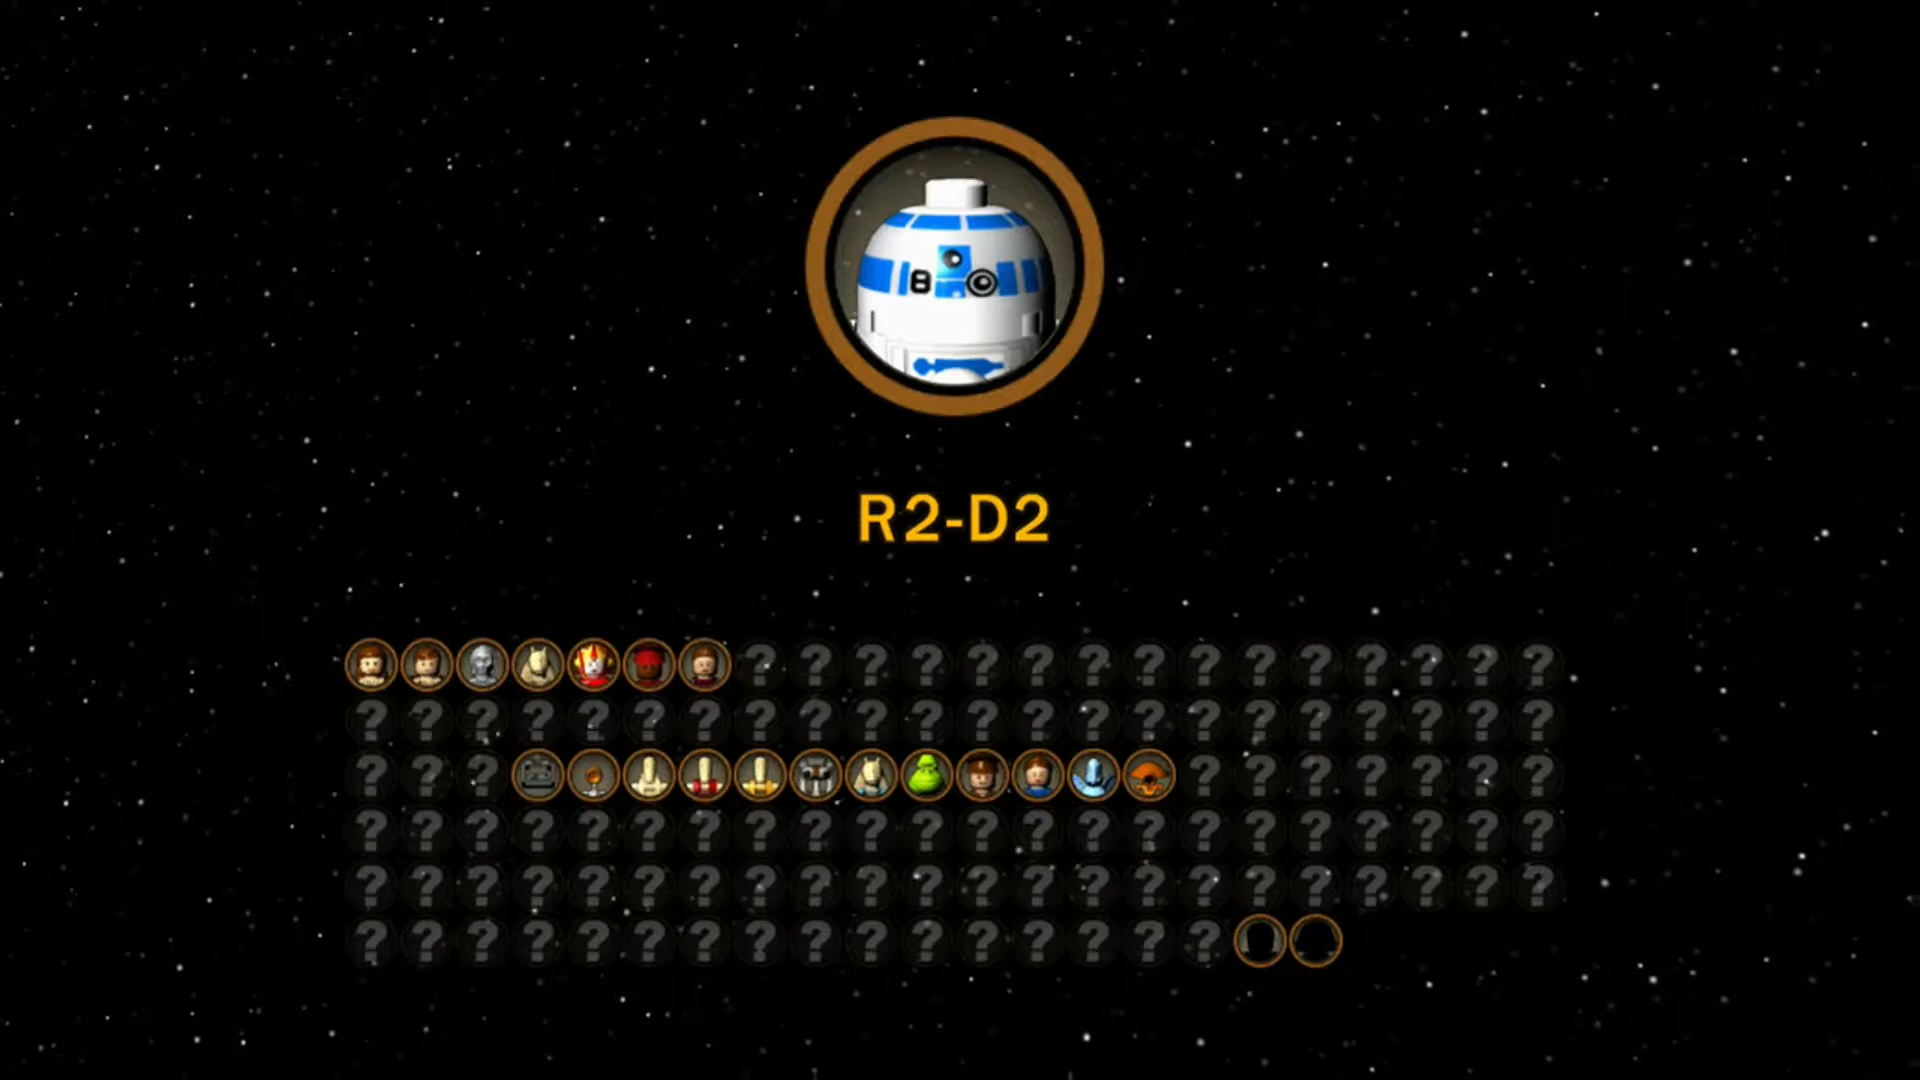 R2-D2
? ? ? ? ? ? ? ? ? ? ? ? ? ? ?
? ? ? ? ? ? ? ? ? ? ? ? ? ? ? ? ? ? ? ? ? ?
? ? ? ? ? ? ? ? ? ?
? ? ? ? ? ? ? ? ? ? ? ? ? ? ? ? ? ? ? ? ? ?
? ? ? ? ? ? ? ? ? ? ? ? ? ? ? ? ? ? ? ? ? ?
? ? ? ? ? ? ? ? ? ? ? ? ? ? ? ?